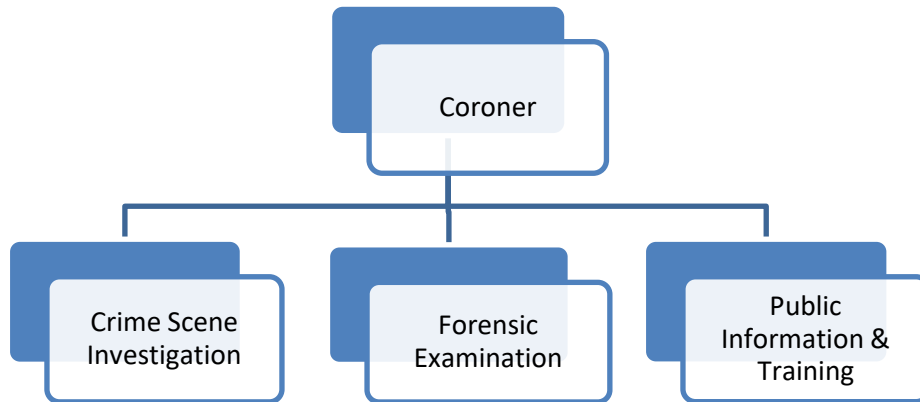 Coroner
Crime Scene
Investigation
Forensic
Examination
Public
Information &
Training